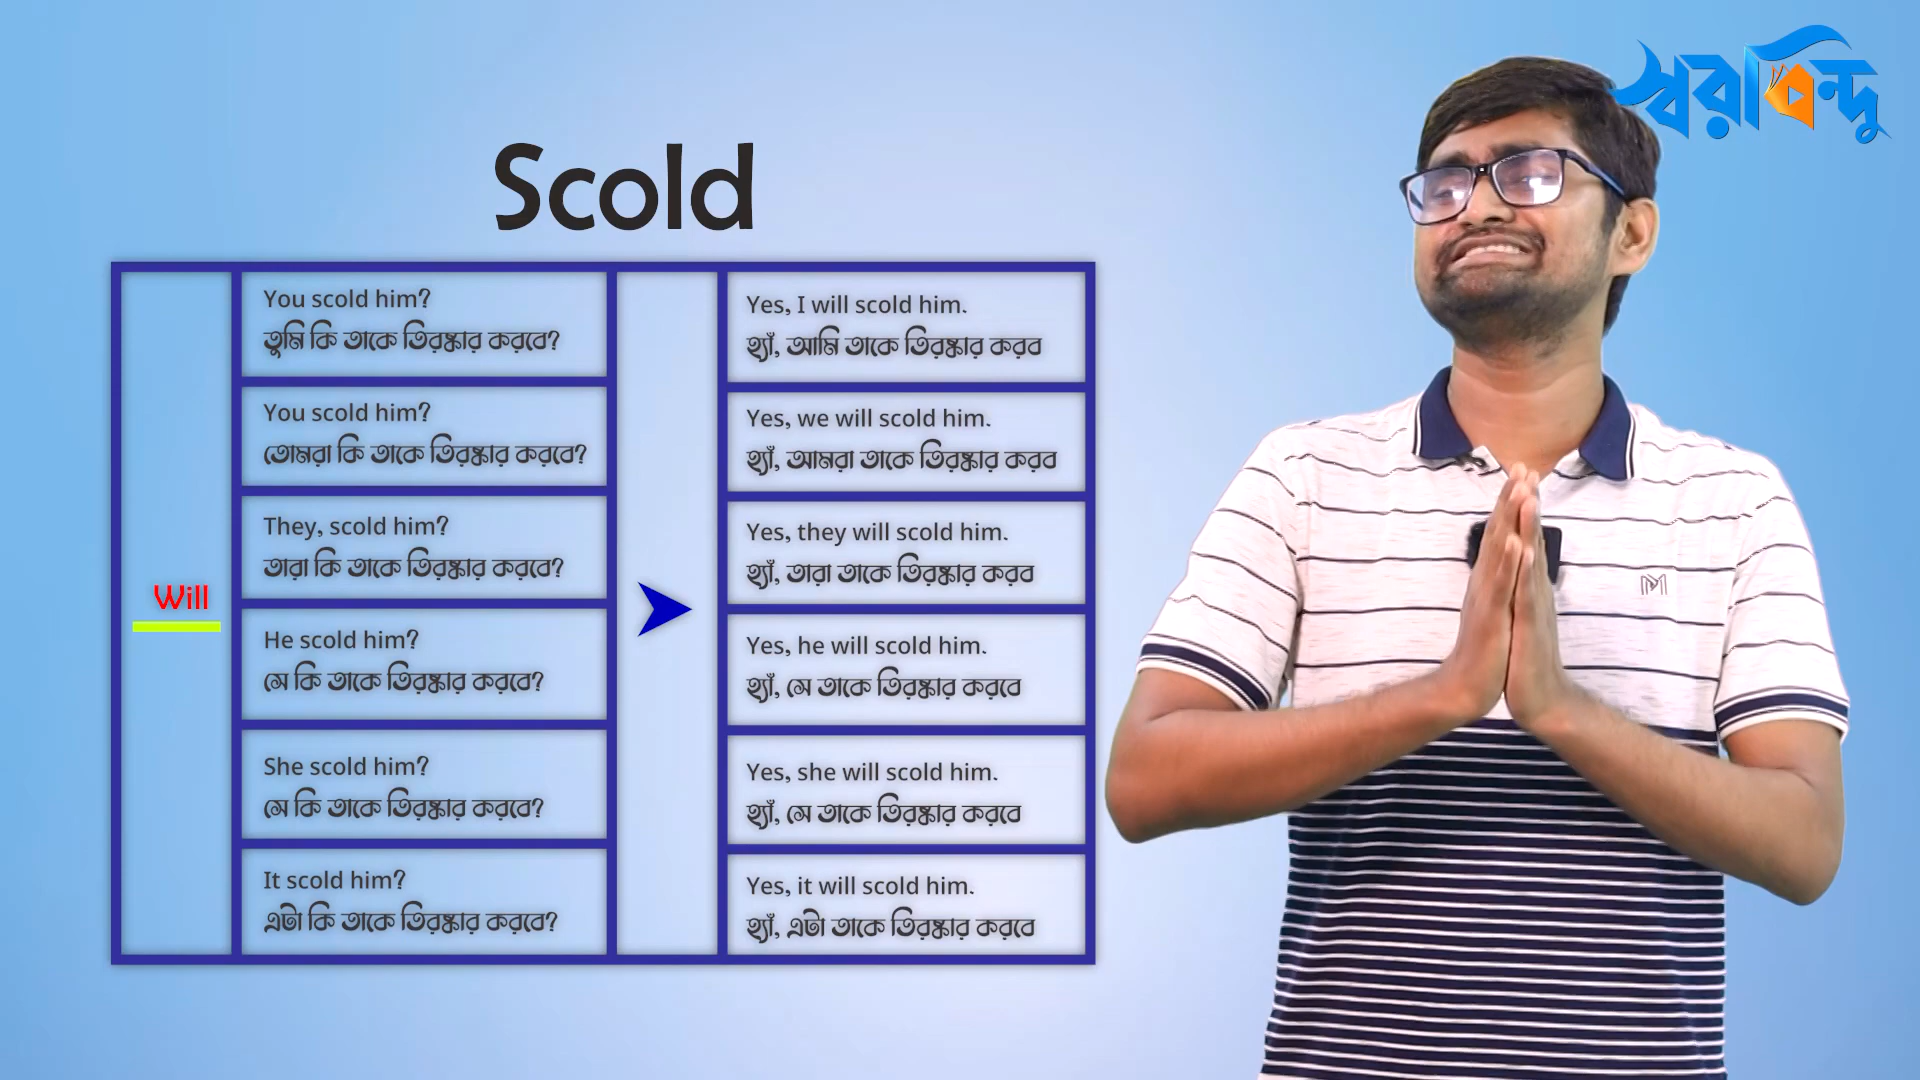 স্বরবিন্দু
Scold
Will
You scold him?
তুমি কি তাকে তিরষ্কার করবে?
You scold him?
তোমরা কি তাকে তিরষ্কার করবে?
They, scold him?
তারা কি তাকে তিরষ্কার করবে?
He scold him?
সে কি তাকে তিরষ্কার করবে?
She scold him?
সে কি তাকে তিরষ্কার করবে?
It scold him?
এটা কি তাকে তিরষ্কার করবে?
Yes, I will scold him.
হ্যাঁ, আমি তাকে তিরষ্কার করব
Yes, we will scold him.
হ্যাঁ, আমরা তাকে তিরষ্কার করব
Yes, they will scold him.
হ্যাঁ, তারা তাকে তিরষ্কার করব
Yes, he will scold him.
হ্যাঁ, সে তাকে তিরষ্কার করবে
Yes, she will scold him.
হ্যাঁ, সে তাকে তিরষ্কার করবে
Yes, it will scold him.
হ্যাঁ, এটা তাকে তিরষ্কার করবে